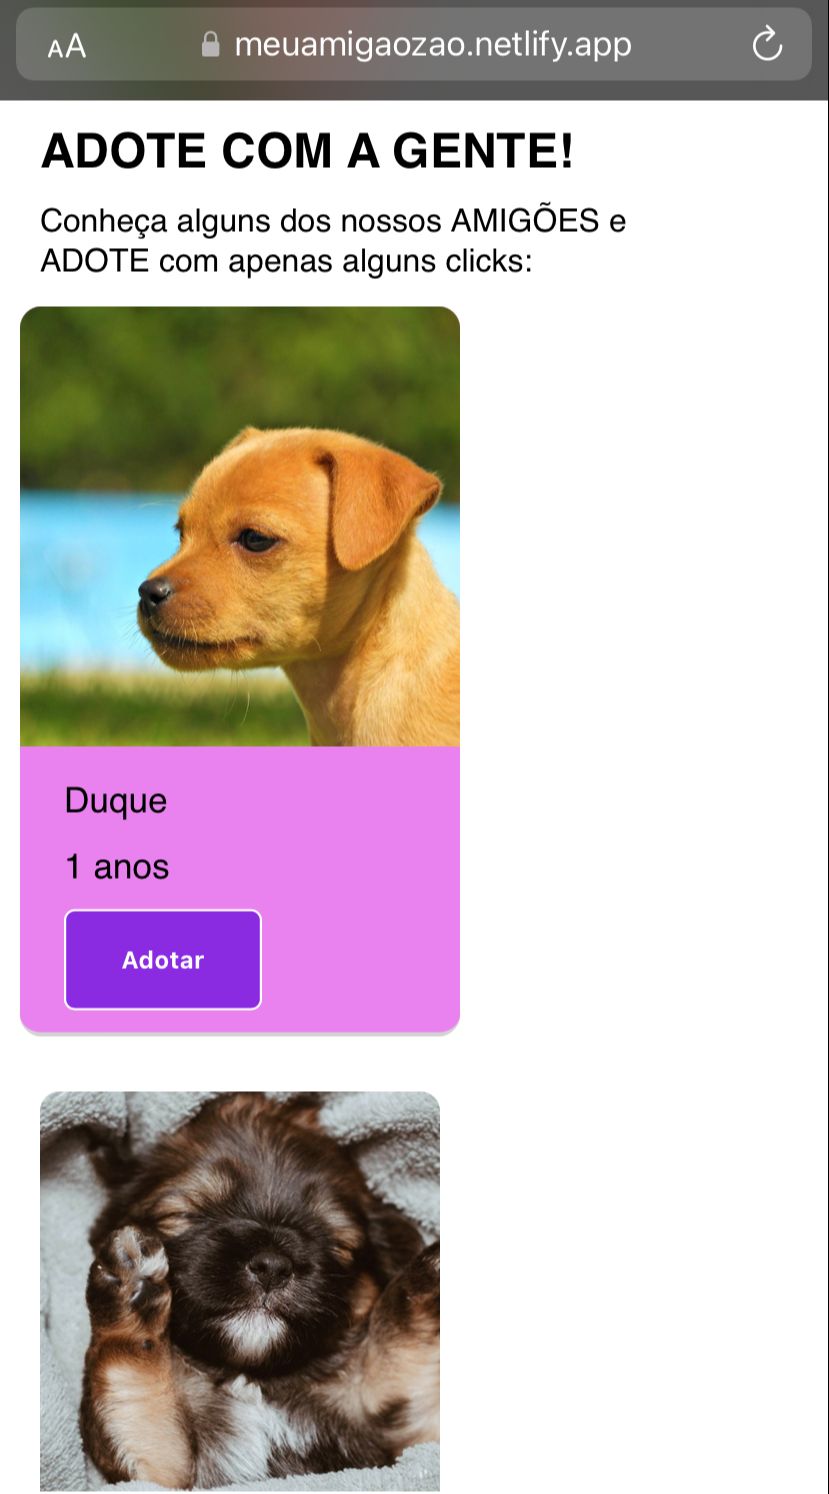 AA
meuamigaozao.netlify.app
ADOTE COM A GENTE!
Conheça alguns dos nossos AMIGÕES e
ADOTE com apenas alguns clicks:
Duque
1 anos
Adotar